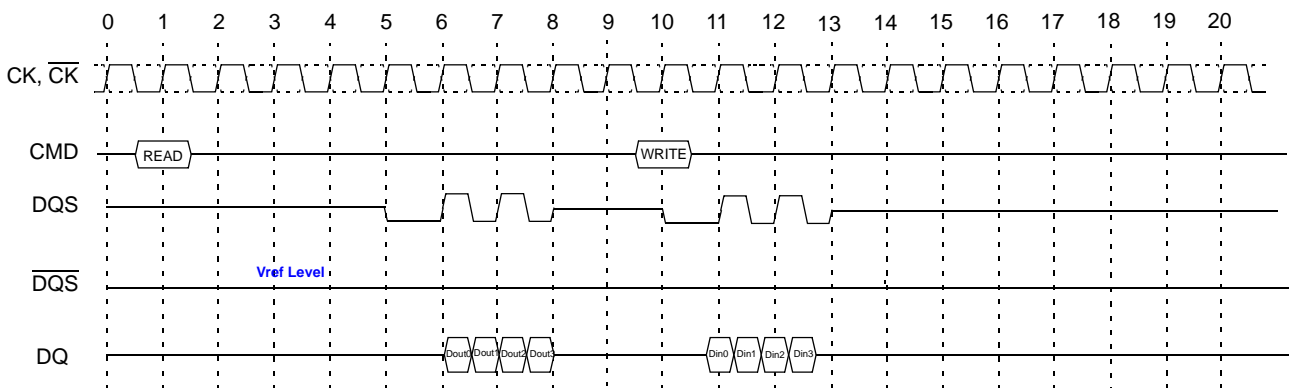 0 1 2 3 4 5 6 7 8 9 10 11 12 13 14 15 16 17 18 19 20
CK, CK
CMD READ WRITE
DQS
Vref Level
DQS
DQ Dout0 Dout1 Dout2 Dout3 Din0 Din1 Din2 Din3